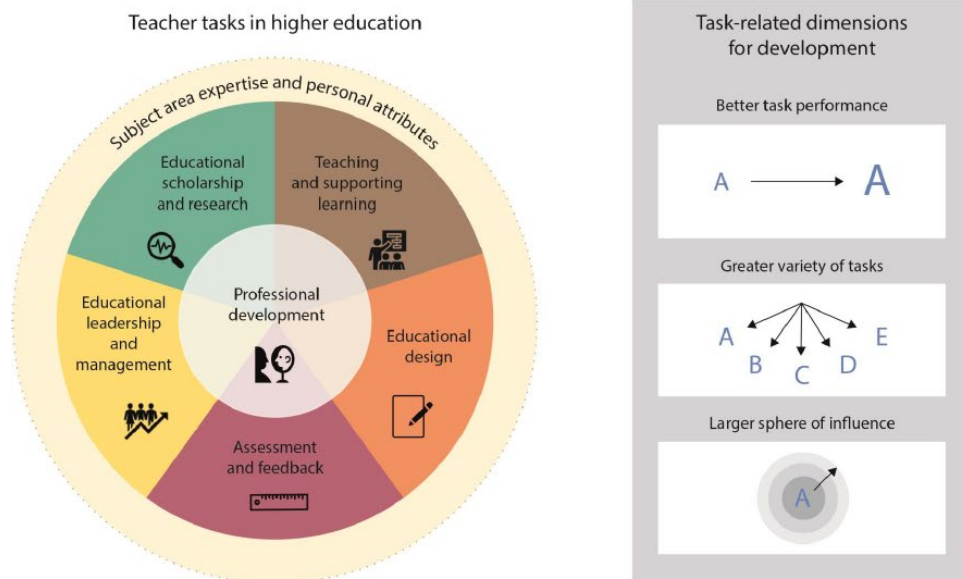 Teacher tasks in higher education
Subject area expertise and personal attributes
Educational
scholarship
and research
Teaching
and supporting
learning
Educational
leadership
and
management
Professional
development
Educational
design
Assessment
and feedback
Task-related dimensions
for development
Better task performance
A A
Greater variety of tasks
A B C D E
Larger sphere of influence
A